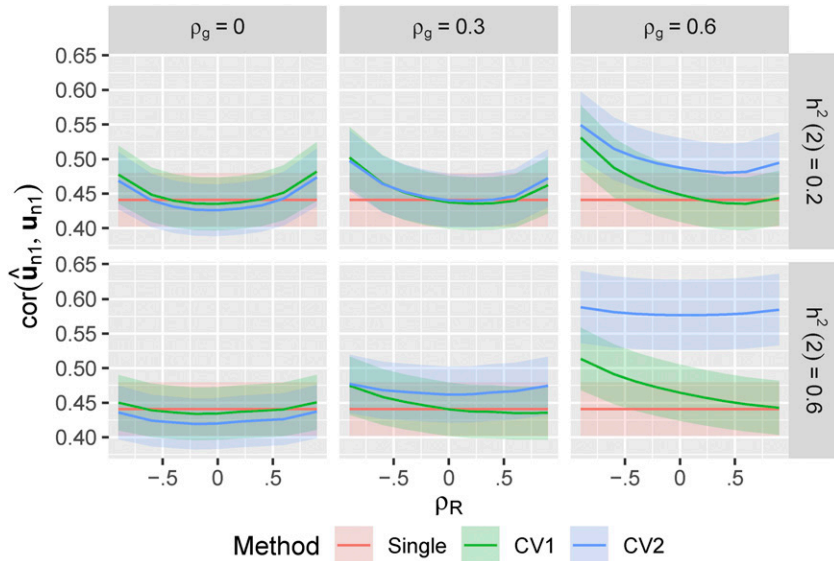 ρg = 0 ρg = 0.3 ρg = 0.6
0.65
0.60
0.55
0.50
0.45
0.40
h² (2) = 0.2
0.65
0.60
0.55
0.50
0.45
0.40
h² (2) = 0.6
cor(ûn1, un1)
−.5 0 .5 −.5 0 .5 −.5 0 .5
ρR
Method Single CV1 CV2